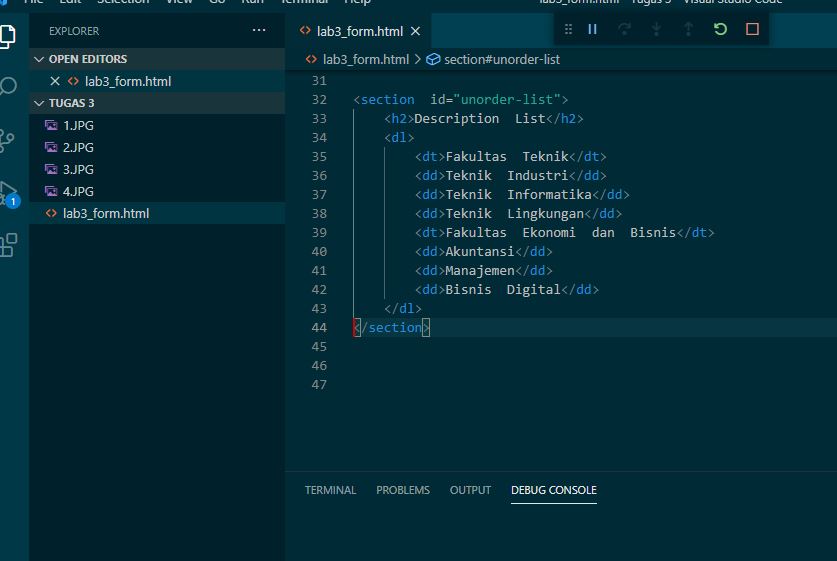 File Edit Selection View Go Run Terminal Help lab3_form.html - Tugas 3 - Visual Studio Code
EXPLORER
OPEN EDITORS
lab3_form.html
TUGAS 3
1.JPG
2.JPG
3.JPG
4.JPG
lab3_form.html
1
lab3_form.html
lab3_form.html > section#unorder-list
31
32 <section id="unorder-list">
33 <h2>Description List</h2>
34 <dl>
35 <dt>Fakultas Teknik</dt>
36 <dd>Teknik Industri</dd>
37 <dd>Teknik Informatika</dd>
38 <dd>Teknik Lingkungan</dd>
39 <dt>Fakultas Ekonomi dan Bisnis</dt>
40 <dd>Akuntansi</dd>
41 <dd>Manajemen</dd>
42 <dd>Bisnis Digital</dd>
43 </dl>
44 </section>
45
46
47
TERMINAL PROBLEMS OUTPUT DEBUG CONSOLE